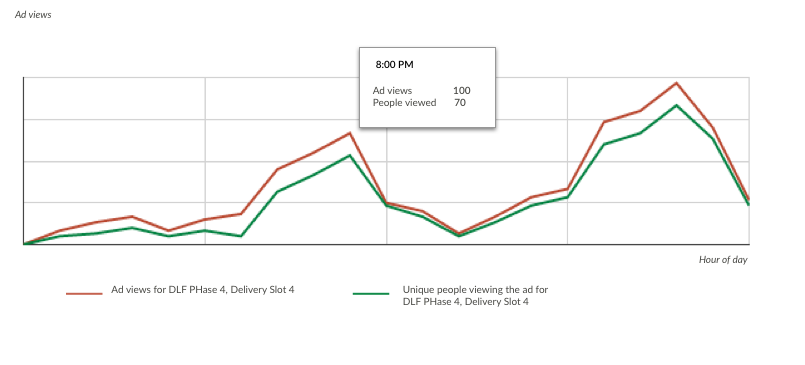 Ad views
8:00 PM
Ad views 100
People viewed 70
Hour of day
Ad views for DLF PHase 4, Delivery Slot 4
Unique people viewing the ad for
DLF PHase 4, Delivery Slot 4